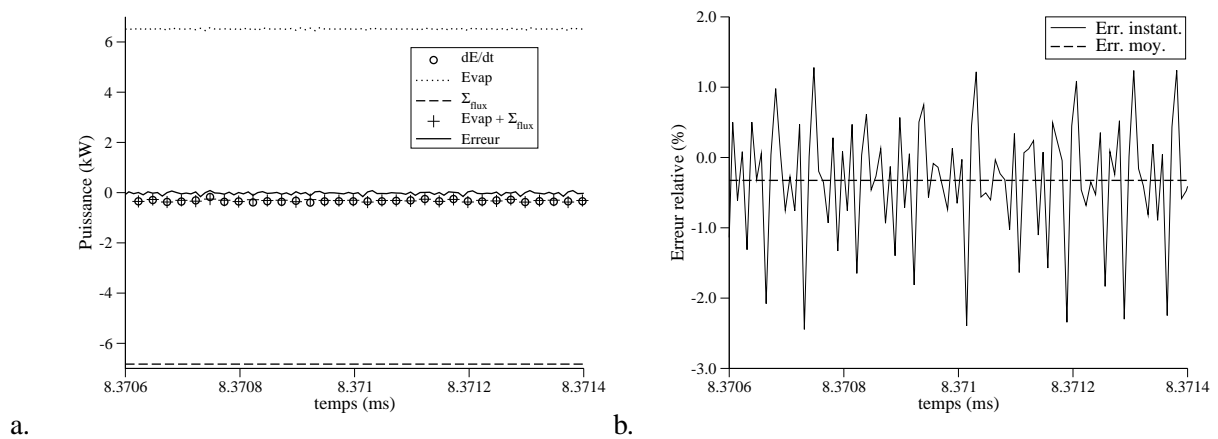 6
4
2
0
-2
-4
-6
Puissance (kW)
8.3706
8.3708
8.371
8.3712
8.3714
temps (ms)
dE/dt
Evap
Σflux
Evap + Σflux
Erreur
a.
2.0
1.0
0.0
-1.0
-2.0
-3.0
Erreur relative (%)
8.3706
8.3708
8.371
8.3712
8.3714
temps (ms)
Err. instant.
Err. moy.
b.